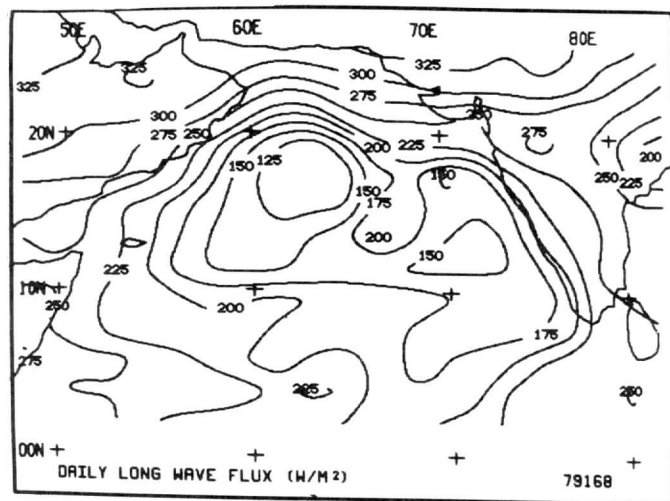 50E 60E 70E 80E
325 325 325
300
325 300 275
20N 275 250 250 275
200 225 200
150 125 150 150 250 225
175
200
150
225
10N 250 200 175
275
225 250
00N
DAILY LONG WAVE FLUX (W/M²) 79168